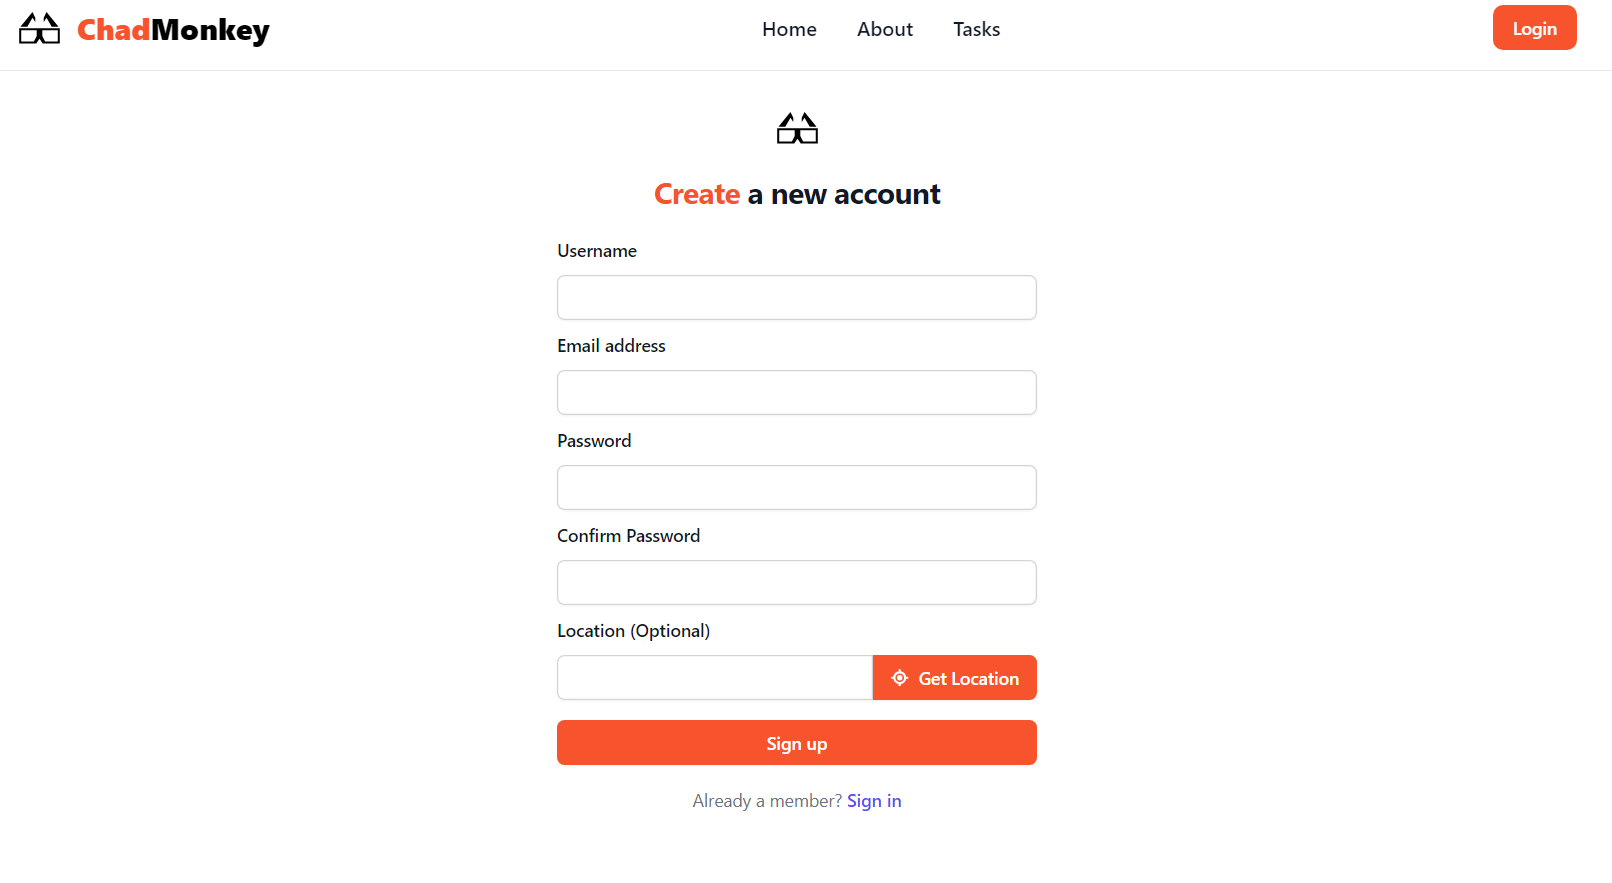 ChadMonkey
Home About Tasks
Login
Create a new account
Username
Email address
Password
Confirm Password
Location (Optional)
Get Location
Sign up
Already a member? Sign in